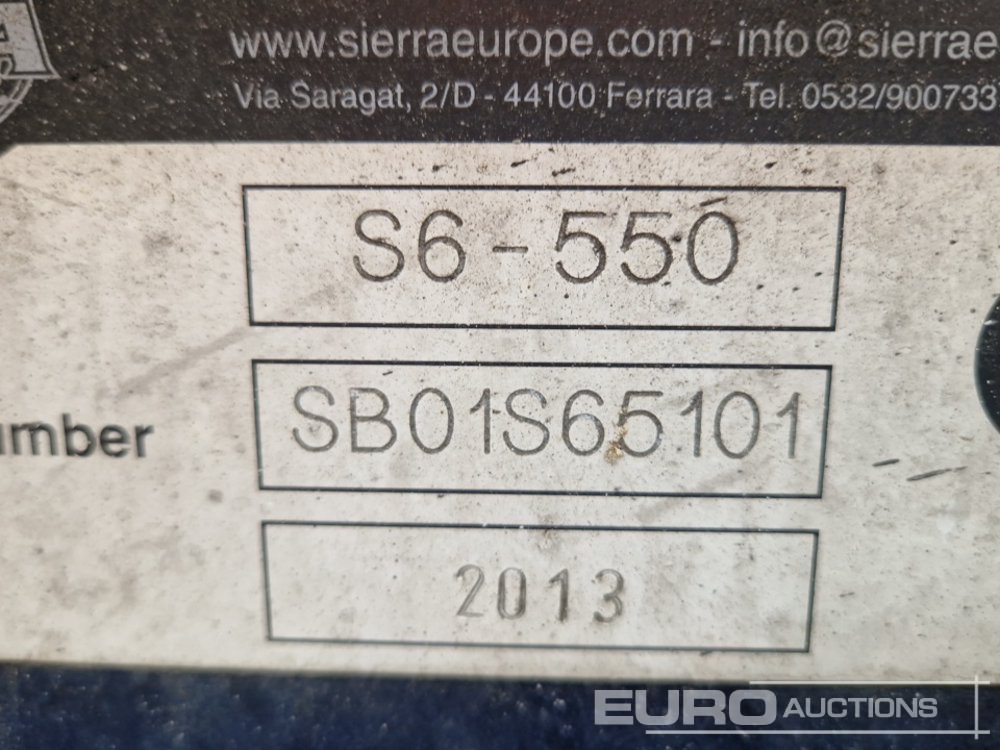 www.sierraeurope.com - info@sierrae
Via Saragat, 2/D - 44100 Ferrara - Tel. 0532/900733
S6-550
umber SB01S65101
2013
EURO AUCTIONS